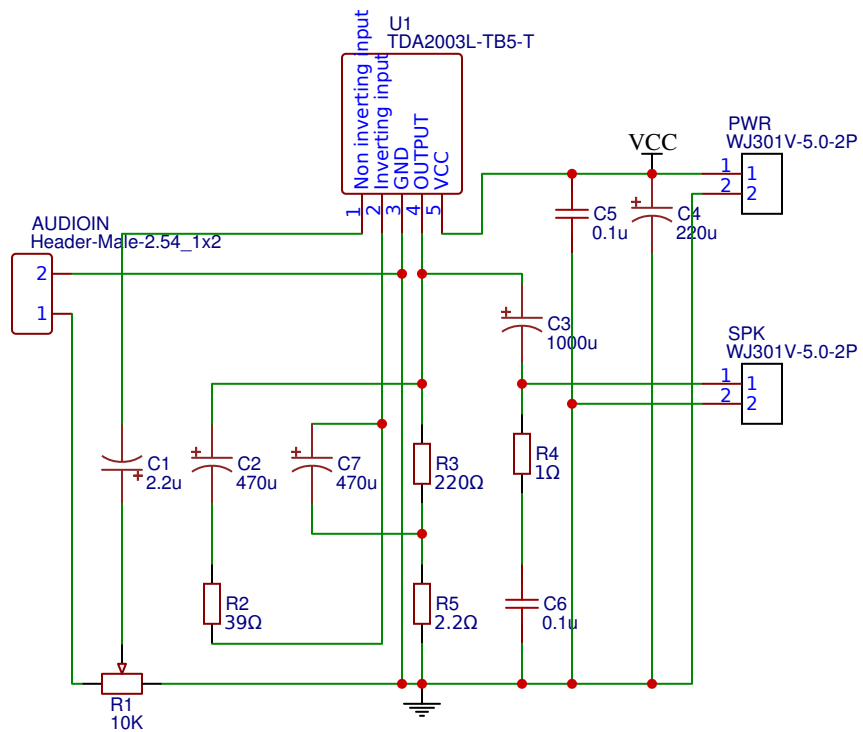 U1
TDA2003L-TB5-T
Non inverting input
Inverting input
GND
OUTPUT
VCC
1
2
3
4
5
VCC
PWR
WJ301V-5.0-2P
1
1
2
2
C5
0.1u
C4
220u
AUDIOIN
Header-Male-2.54_1x2
2
1
C3
1000u
SPK
WJ301V-5.0-2P
1
1
2
2
C1
2.2u
C2
470u
C7
470u
R3
220Ω
R4
1Ω
R2
39Ω
R5
2.2Ω
C6
0.1u
R1
10K